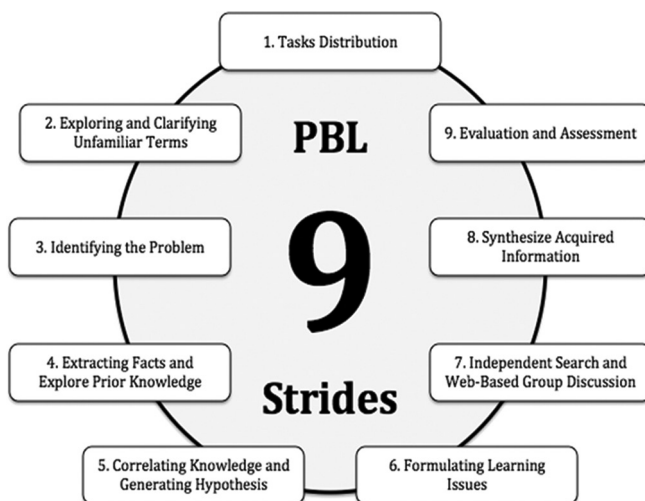 1. Tasks Distribution
2. Exploring and Clarifying
Unfamiliar Terms
3. Identifying the Problem
4. Extracting Facts and
Explore Prior Knowledge
5. Correlating Knowledge and
Generating Hypothesis
6. Formulating Learning
Issues
7. Independent Search and
Web-Based Group Discussion
8. Synthesize Acquired
Information
9. Evaluation and Assessment
PBL
9
Strides